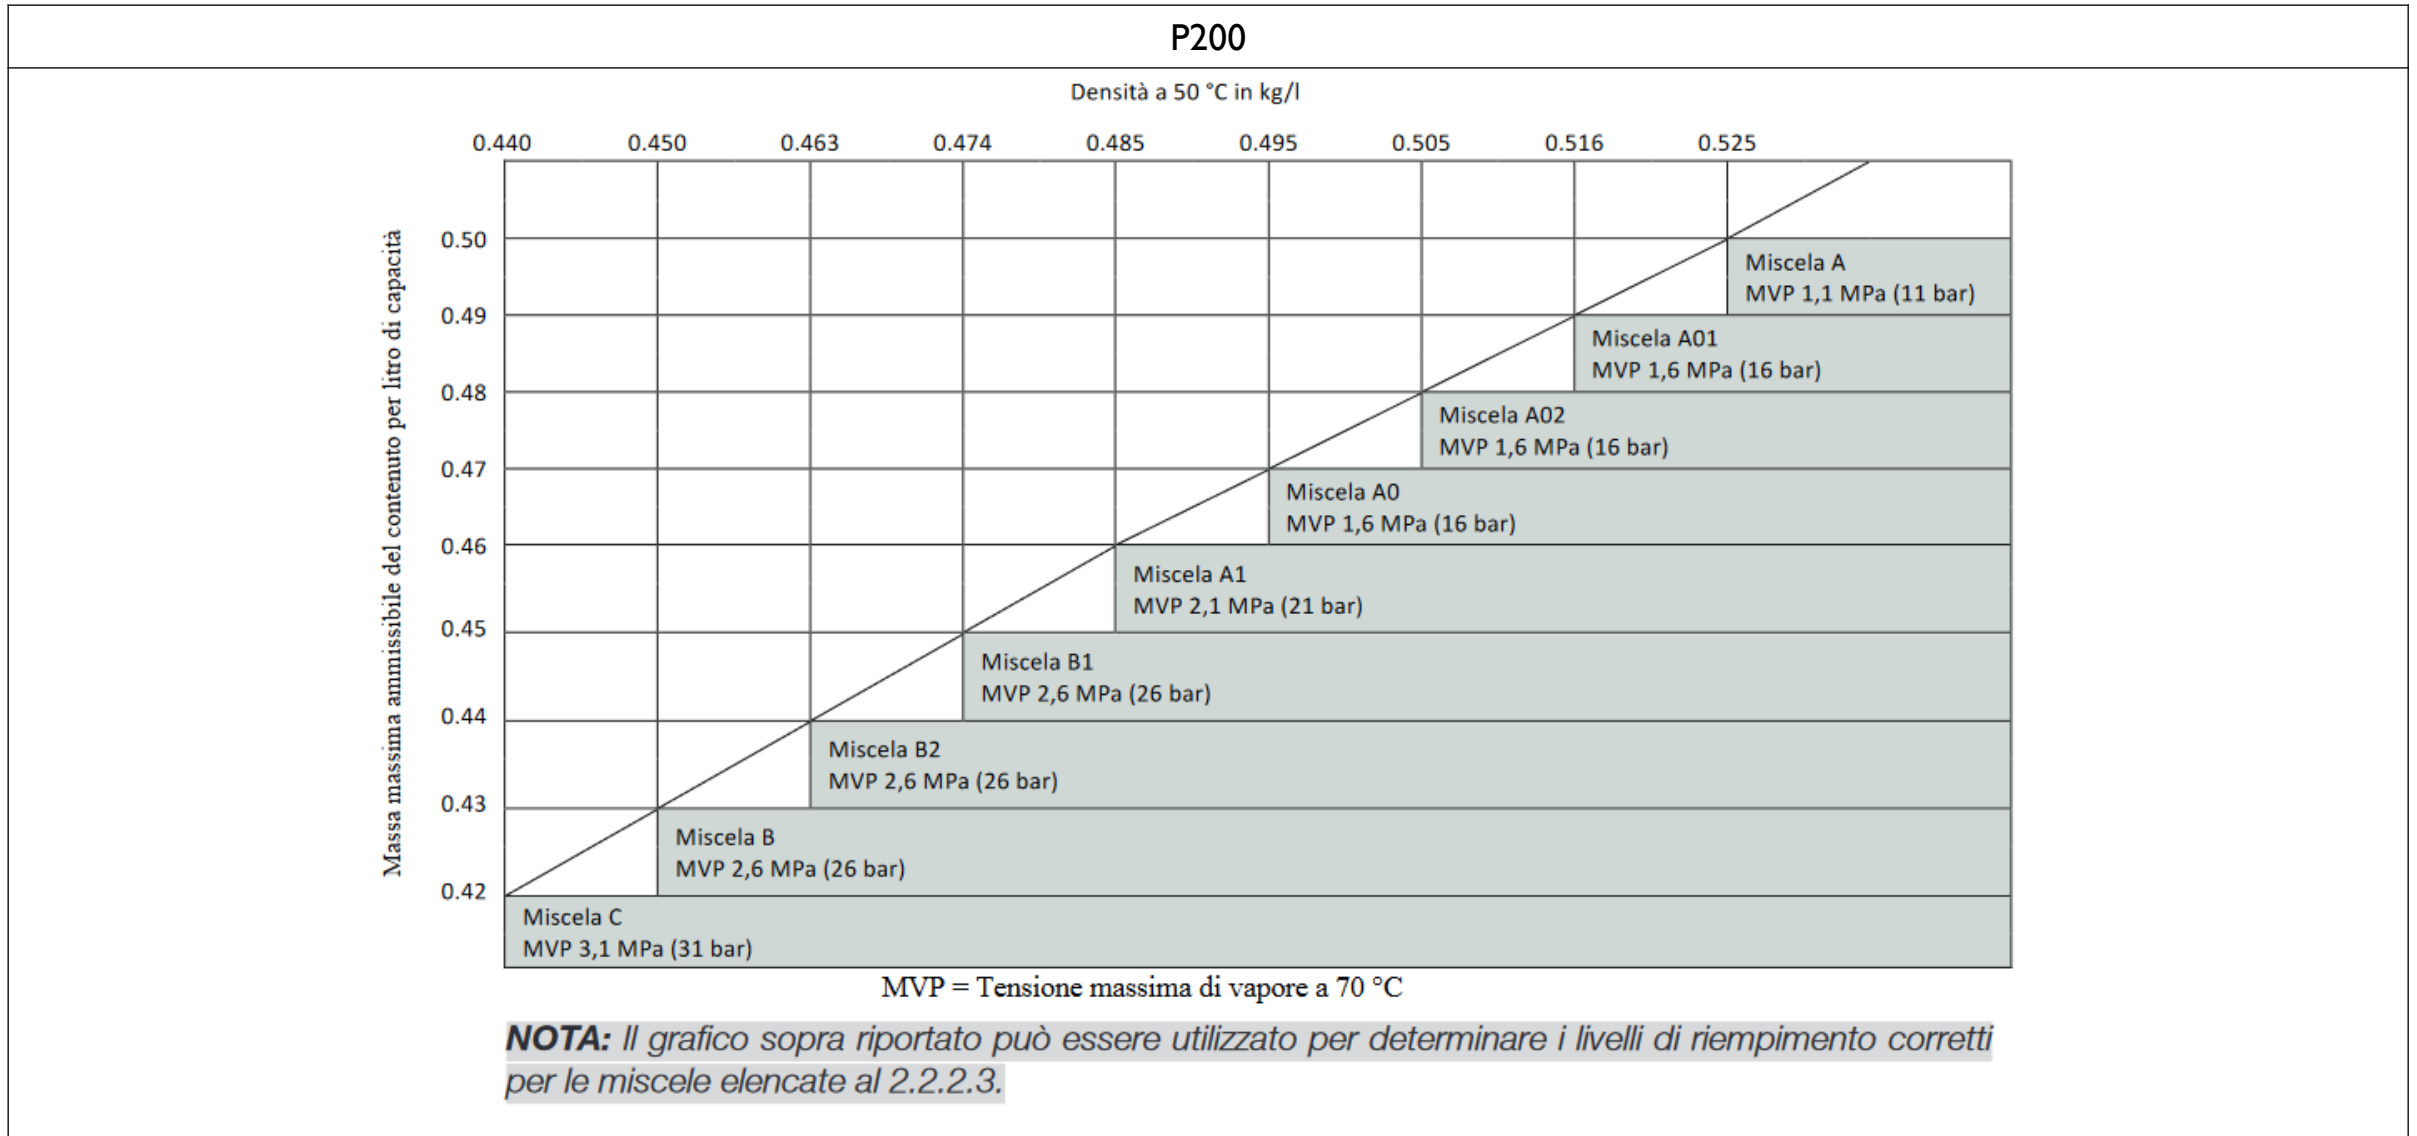 P200
Densità a 50 °C in kg/l
0.440 0.450 0.463 0.474 0.485 0.495 0.505 0.516 0.525
Massa massima ammissibile del contenuto per litro di capacità
0.50
Miscela A
MVP 1,1 MPa (11 bar)
0.49
Miscela A01
MVP 1,6 MPa (16 bar)
0.48
Miscela A02
MVP 1,6 MPa (16 bar)
0.47
Miscela A0
MVP 1,6 MPa (16 bar)
0.46
Miscela A1
MVP 2,1 MPa (21 bar)
0.45
Miscela B1
MVP 2,6 MPa (26 bar)
0.44
Miscela B2
MVP 2,6 MPa (26 bar)
0.43
Miscela B
MVP 2,6 MPa (26 bar)
0.42
Miscela C
MVP 3,1 MPa (31 bar)
MVP = Tensione massima di vapore a 70 °C
NOTA: Il grafico sopra riportato può essere utilizzato per determinare i livelli di riempimento corretti
per le miscele elencate al 2.2.2.3.